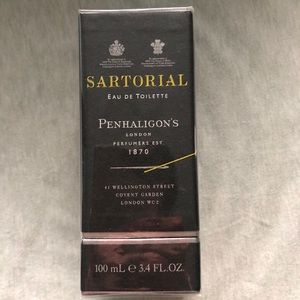 SARTORIAL
EAU DE TOILETTE
PENHALIGON'S
LONDON
PERFUMERS EST.
1870
41 WELLINGTON STREET
COVENT GARDEN
LONDON WC2
100 mL ℮ 3.4 FL.OZ.